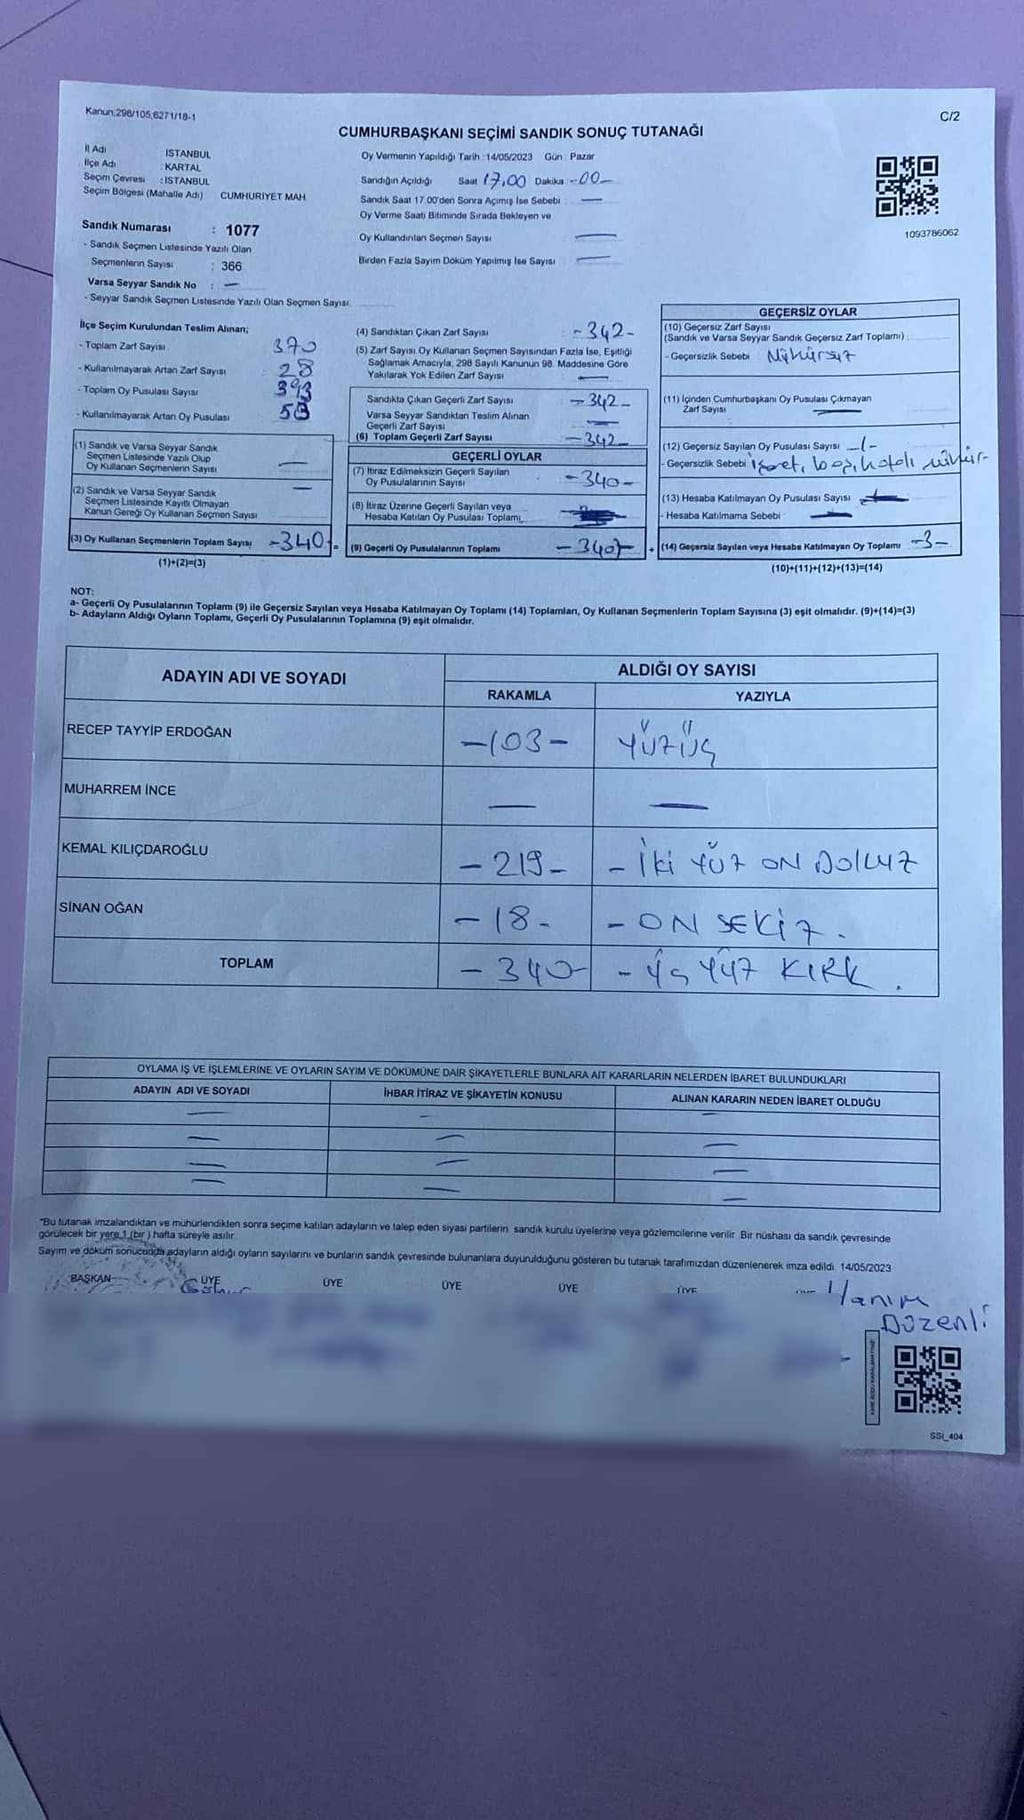 Kanun;298/105,6271/18-1
C/2
CUMHURBAŞKANI SEÇİMİ SANDIK SONUÇ TUTANAĞI
İl Adı İSTANBUL
İlçe Adı : KARTAL
Seçim Çevresi : İSTANBUL
Seçim Bölgesi (Mahalle Adı) CUMHURİYET MAH.
Oy Vermenin Yapıldığı Tarih :14/05/2023 Gün : Pazar
Sandığın Açıldığı Saat 17,00 Dakika -00-
Sandık Saat 17.00'den Sonra Açımış İse Sebebi —
Oy Verme Saati Bitiminde Sırada Bekleyen ve
Oy Kullandırılan Seçmen Sayısı —
Birden Fazla Sayım Döküm Yapılmış İse Sayısı —
1093786062
Sandık Numarası : 1077
- Sandık Seçmen Listesinde Yazılı Olan
Seçmenlerin Sayısı : 366
Varsa Seyyar Sandık No : —
- Seyyar Sandık Seçmen Listesinde Yazılı Olan Seçmen Sayısı
İlçe Seçim Kurulundan Teslim Alınan;
- Toplam Zarf Sayısı 370
- Kullanılmayarak Artan Zarf Sayısı 28
- Toplam Oy Pusulası Sayısı 393
- Kullanılmayarak Artan Oy Pusulası
(1) Sandık ve Varsa Seyyar Sandık
Seçmen Listesinde Yazılı Olup
Oy Kullanan Seçmenlerin Sayısı —
(2) Sandık ve Varsa Seyyar Sandık
Seçmen Listesinde Kayıtlı Olmayan
Kanun Gereği Oy Kullanan Seçmen Sayısı —
(3) Oy Kullanan Seçmenlerin Toplam Sayısı -340-
(1)+(2)=(3)
(4) Sandıktan Çıkan Zarf Sayısı :-342-
(5) Zarf Sayısı Oy Kullanan Seçmen Sayısından Fazla İse, Eşitliği
Sağlamak Amacıyla, 298 Sayılı Kanunun 98. Maddesine Göre
Yakılarak Yok Edilen Zarf Sayısı —
Sandıkta Çıkan Geçerli Zarf Sayısı -342-
Varsa Seyyar Sandıktan Teslim Alınan
Geçerli Zarf Sayısı
(6) Toplam Geçerli Zarf Sayısı -342-
GEÇERLİ OYLAR
(7) İtiraz Edilmeksizin Geçerli Sayılan
Oy Pusulalarının Sayısı -340-
(8) İtiraz Üzerine Geçerli Sayılan veya
Hesaba Katılan Oy Pusulası Toplamı
= (9) Geçerli Oy Pusulalarının Toplamı -340-
GEÇERSİZ OYLAR
(10) Geçersiz Zarf Sayısı
(Sandık ve Varsa Seyyar Sandık Geçersiz Zarf Toplamı) :
- Geçersizlik Sebebi Mühürsüz
(11) İçinden Cumhurbaşkanı Oy Pusulası Çıkmayan
Zarf Sayısı —
(12) Geçersiz Sayılan Oy Pusulası Sayısı -1-
- Geçersizlik Sebebi İşaret, boş, hatalı mühür-
(13) Hesaba Katılmayan Oy Pusulası Sayısı
- Hesaba Katılmama Sebebi —
+ (14) Geçersiz Sayılan veya Hesaba Katılmayan Oy Toplamı -3-
(10)+(11)+(12)+(13)=(14)
NOT:
a- Geçerli Oy Pusulalarının Toplamı (9) ile Geçersiz Sayılan veya Hesaba Katılmayan Oy Toplamı (14) Toplamları, Oy Kullanan Seçmenlerin Toplam Sayısına (3) eşit olmalıdır. (9)+(14)=(3)
b- Adayların Aldığı Oyların Toplamı, Geçerli Oy Pusulalarının Toplamına (9) eşit olmalıdır.
ADAYIN ADI VE SOYADI ALDIĞI OY SAYISI
RAKAMLA YAZIYLA
RECEP TAYYİP ERDOĞAN -103- YÜZÜÇ
MUHARREM İNCE — —
KEMAL KILIÇDAROĞLU -219- - İki YÜZ ON DOKUZ
SİNAN OĞAN -18- - ON SEKİZ.
TOPLAM -340- - ÜÇ YÜZ KIRK.
OYLAMA İŞ VE İŞLEMLERİNE VE OYLARIN SAYIM VE DÖKÜMÜNE DAİR ŞİKAYETLERLE BUNLARA AİT KARARLARIN NELERDEN İBARET BULUNDUKLARI
ADAYIN ADI VE SOYADI İHBAR İTİRAZ VE ŞİKAYETİN KONUSU ALINAN KARARIN NEDEN İBARET OLDUĞU
— — —
— — —
— — —
— — —
*Bu tutanak imzalandıktan ve mühürlendikten sonra seçime katılan adayların ve talep eden siyasi partilerin sandık kurulu üyelerine veya gözlemcilerine verilir. Bir nüshası da sandık çevresinde
görülecek bir yere 1 (bir) hafta süreyle asılır.
Sayım ve döküm sonucunda adayların aldığı oyların sayılarını ve bunların sandık çevresinde bulunanlara duyurulduğunu gösteren bu tutanak tarafımızdan düzenlenerek imza edildi. 14/05/2023
BAŞKAN ÜYE ÜYE ÜYE ÜYE ÜYE
Hanım
Düzenli
SSI_404